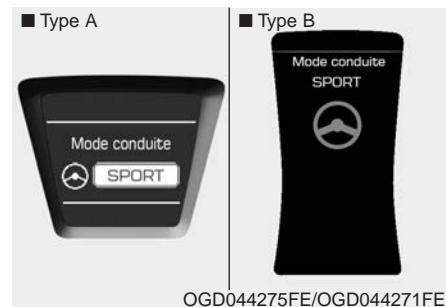 ■ Type A
Mode conduite
SPORT
■ Type B
Mode conduite
SPORT
OGD044275FE/OGD044271FE